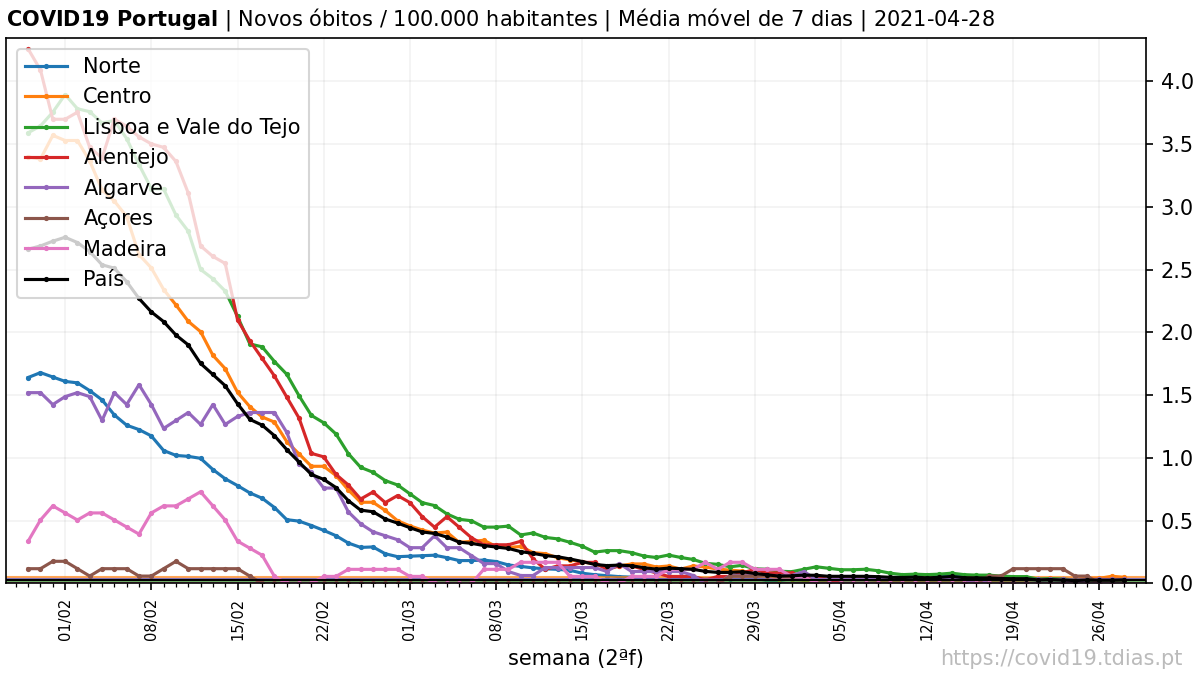 COVID19 Portugal | Novos óbitos / 100.000 habitantes | Média móvel de 7 dias | 2021-04-28
Norte
Centro
Lisboa e Vale do Tejo
Alentejo
Algarve
Açores
Madeira
País
4.0
3.5
3.0
2.5
2.0
1.5
1.0
0.5
0.0
01/02
08/02
15/02
22/02
01/03
08/03
15/03
22/03
29/03
05/04
12/04
19/04
26/04
semana (2ªf)
https://covid19.tdias.pt